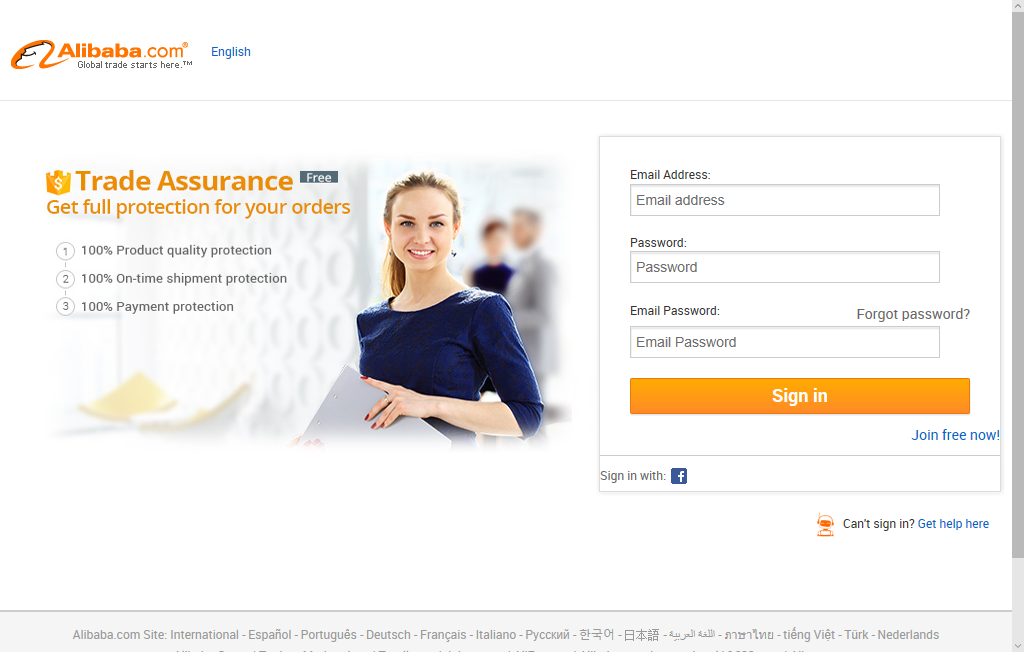 Alibaba.com®
Global trade starts here.™
English
Trade Assurance Free
Get full protection for your orders
1 100% Product quality protection
2 100% On-time shipment protection
3 100% Payment protection
Email Address:
Email address
Password:
Password
Email Password:
Forgot password?
Email Password
Sign in
Join free now!
Sign in with:
Can't sign in? Get help here
Alibaba.com Site: International - Español - Português - Deutsch - Français - Italiano - Pусский - 한국어 - 日本語 - اللغة العربية - ภาษาไทย - tiếng Việt - Türk - Nederlands